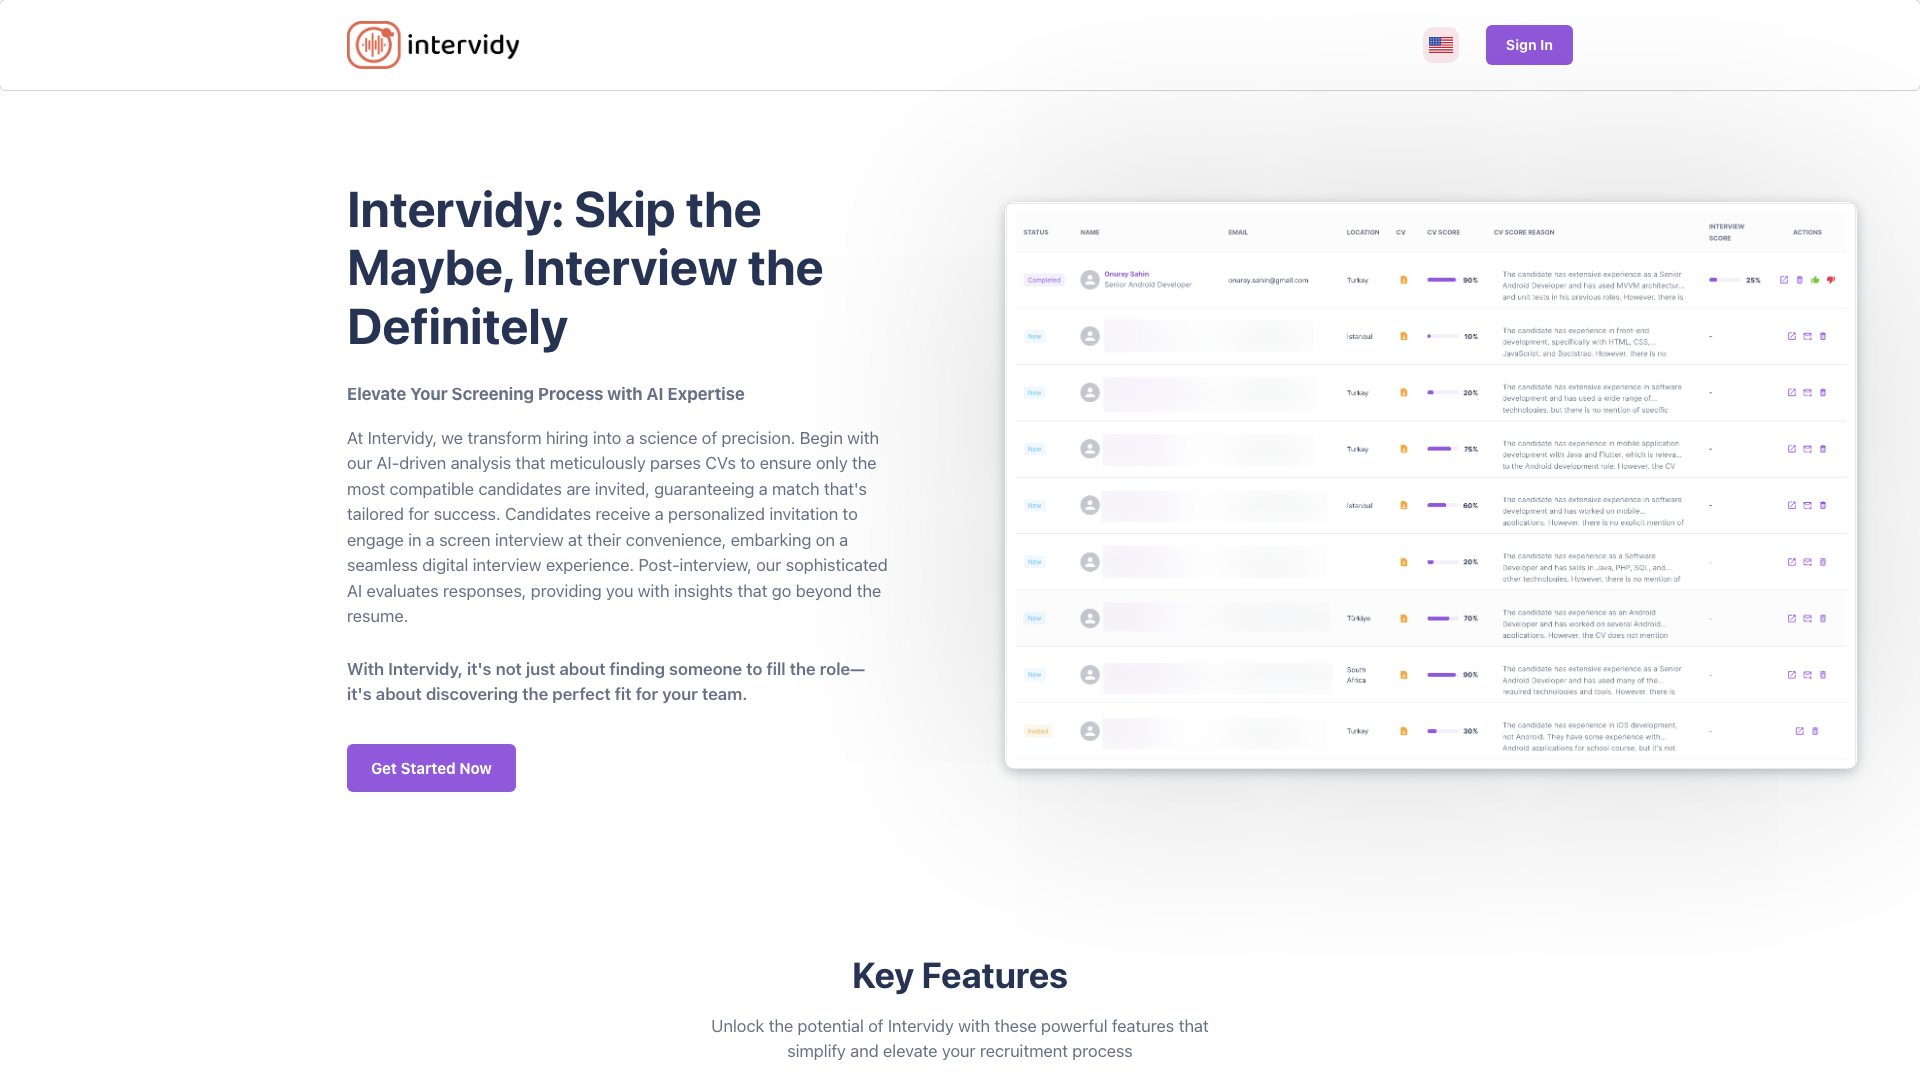 intervidy
Sign In
Intervidy: Skip the
Maybe, Interview the
Definitely
Elevate Your Screening Process with AI Expertise
At Intervidy, we transform hiring into a science of precision. Begin with
our AI-driven analysis that meticulously parses CVs to ensure only the
most compatible candidates are invited, guaranteeing a match that's
tailored for success. Candidates receive a personalized invitation to
engage in a screen interview at their convenience, embarking on a
seamless digital interview experience. Post-interview, our sophisticated
AI evaluates responses, providing you with insights that go beyond the
resume.
With Intervidy, it's not just about finding someone to fill the role—
it's about discovering the perfect fit for your team.
Get Started Now
STATUS NAME EMAIL LOCATION CV CV SCORE CV SCORE REASON INTERVIEW SCORE ACTIONS
Completed Onuray Sahin onuray.sahin@gmail.com Turkey 90% 25%
Senior Android Developer
The candidate has extensive experience as a Senior
Android Developer and has used MVVM architectur...
and unit tests in his previous roles. However, there is
New Istanbul 10% -
The candidate has experience in front-end
development, specifically with HTML, CSS,...
JavaScript, and Bootstrap. However, there is no
New Turkey 20% -
The candidate has extensive experience in software
development and has used a wide range of...
technologies, but there is no mention of specific
New Turkey 75% -
The candidate has experience in mobile application
development with Java and Flutter, which is releva...
to the Android development role. However, the CV
New Istanbul 60% -
The candidate has extensive experience in software
development and has worked on mobile...
applications. However, there is no explicit mention of
New 20% -
The candidate has experience as a Software
Developer and has skills in Java, PHP, SQL, and...
other technologies. However, there is no mention of
New Türkiye 70% -
The candidate has experience as an Android
Developer and has worked on several Android...
applications. However, the CV does not mention
New South Africa 90% -
The candidate has extensive experience as a Senior
Android Developer and has used many of the...
required technologies and tools. However, there is
Invited Turkey 30% -
The candidate has experience in iOS development,
not Android. They have some experience with...
Android applications for school course, but it's not
Key Features
Unlock the potential of Intervidy with these powerful features that
simplify and elevate your recruitment process